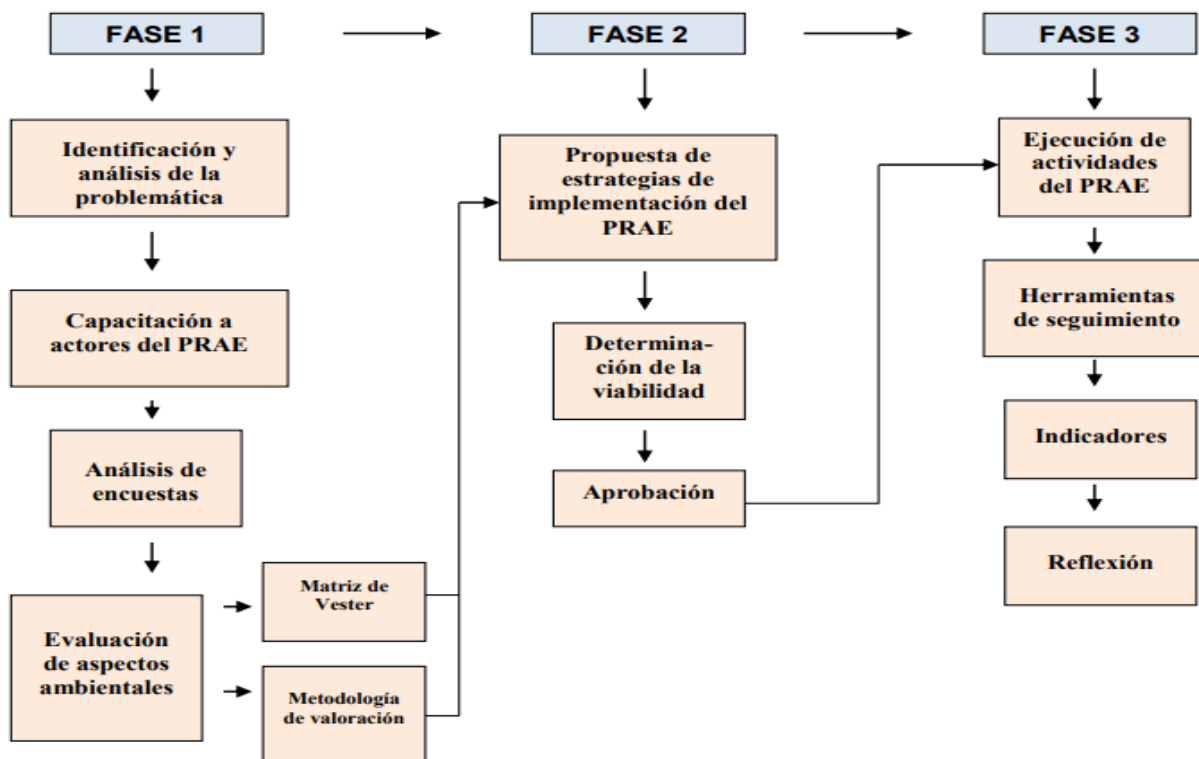 FASE 1
Identificación y
análisis de la
problemática
Capacitación a
actores del PRAE
Análisis de
encuestas
Evaluación
de aspectos
ambientales
Matriz de
Vester
Metodología
de valoración
FASE 2
Propuesta de
estrategias de
implementación del
PRAE
Determina-
ción de la
viabilidad
Aprobación
FASE 3
Ejecución de
actividades
del PRAE
Herramientas
de seguimiento
Indicadores
Reflexión